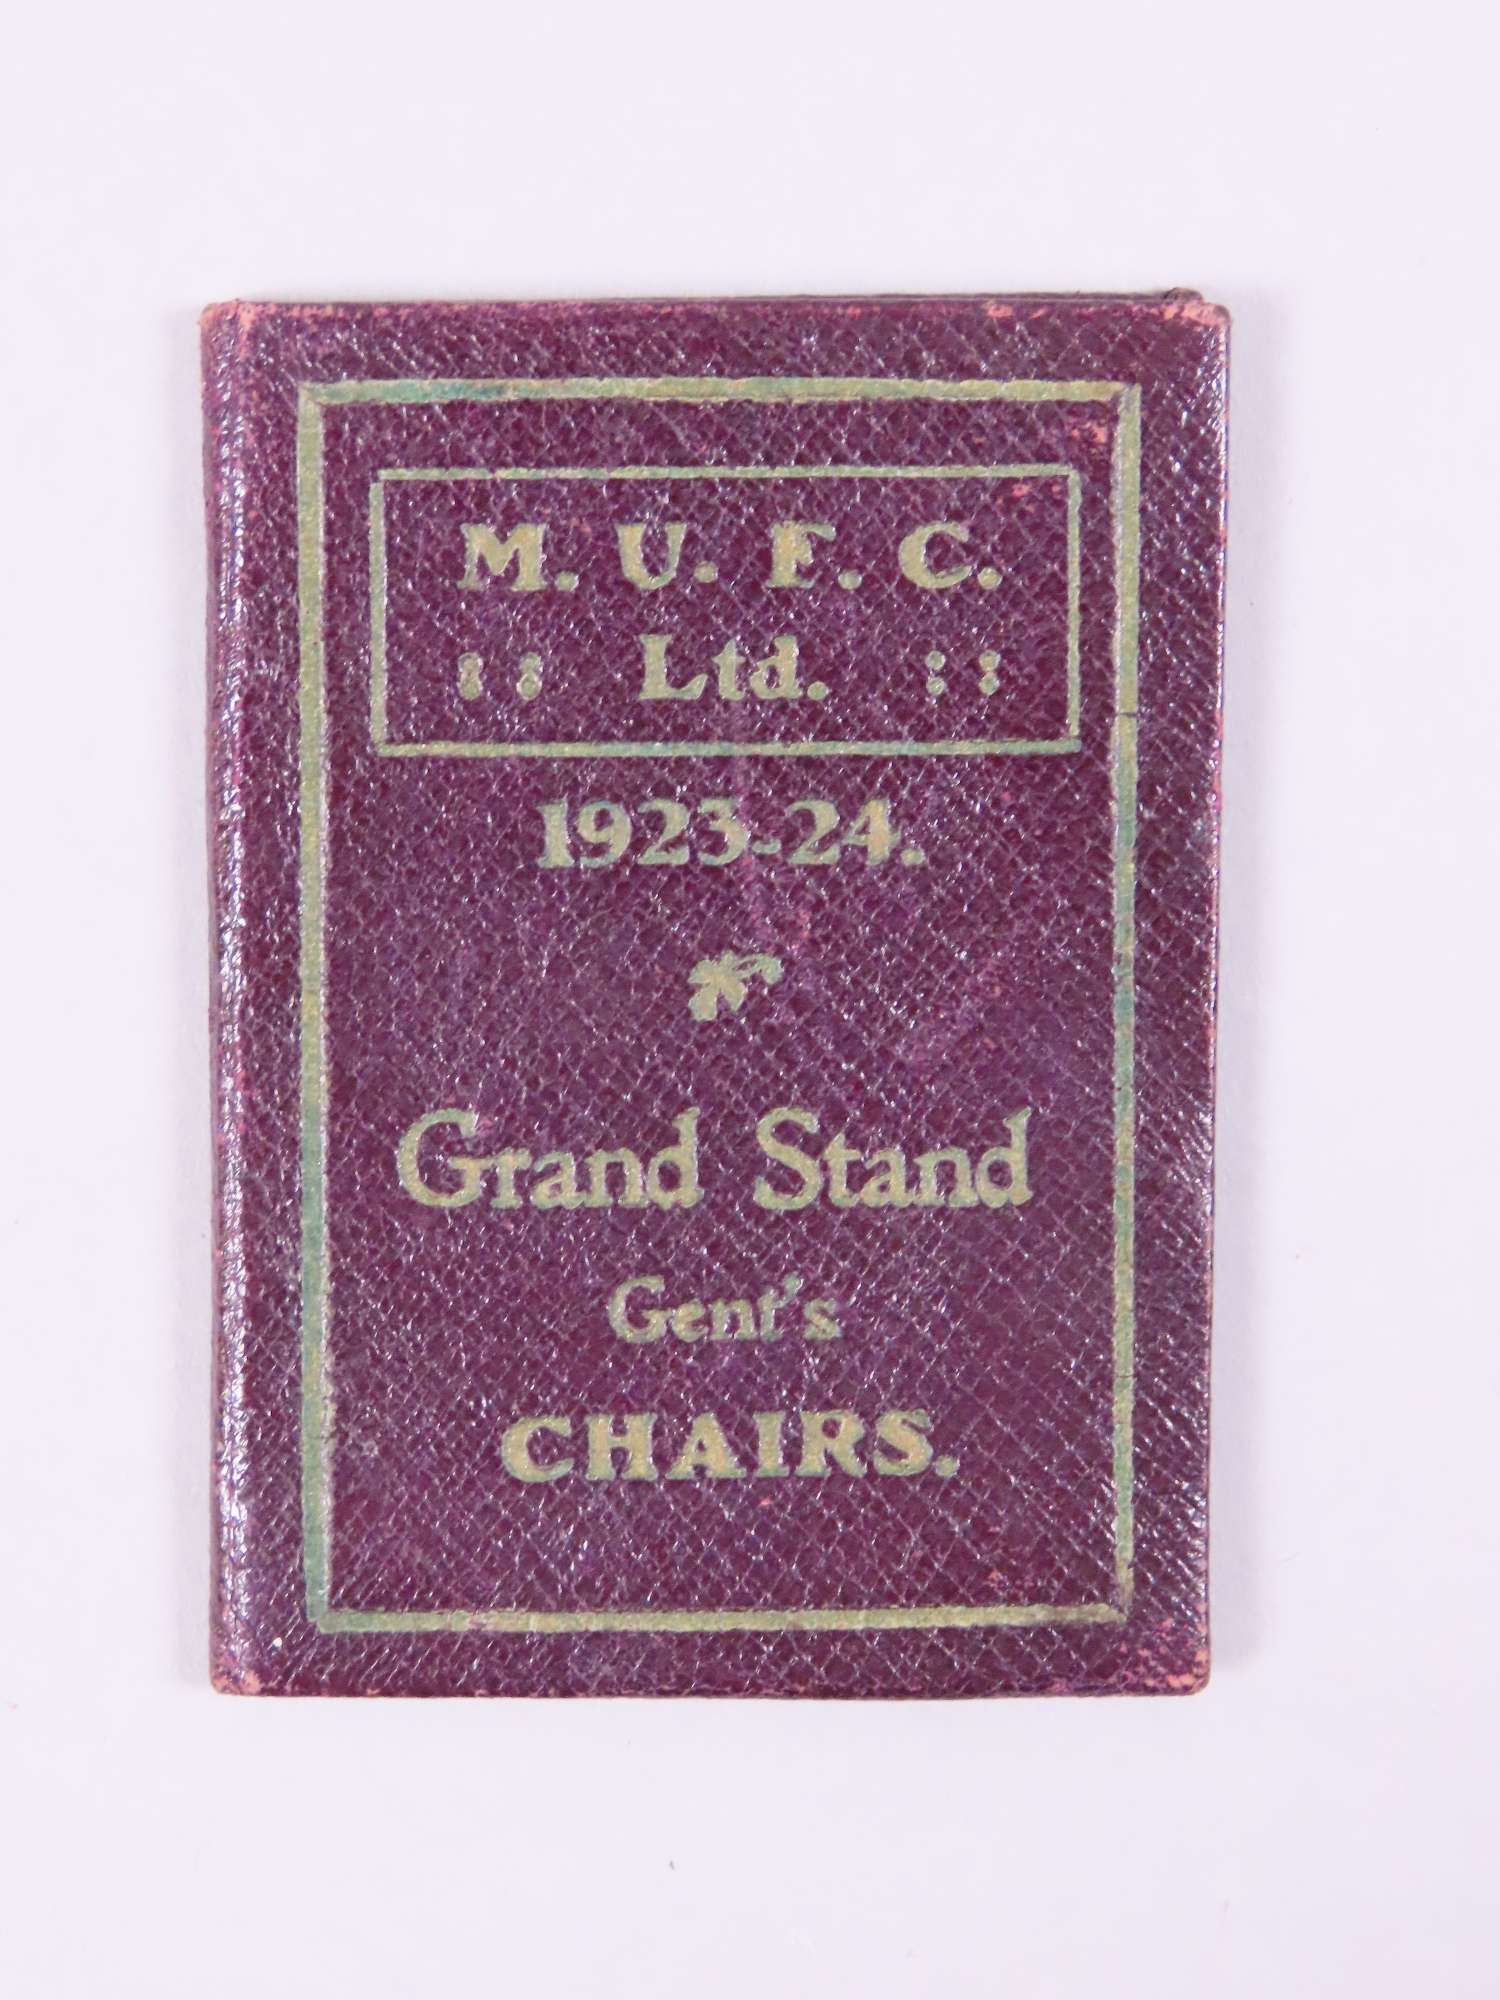 M. U. F. C.
:: Ltd. ::
1923-24.
Grand Stand
Gent's
CHAIRS.